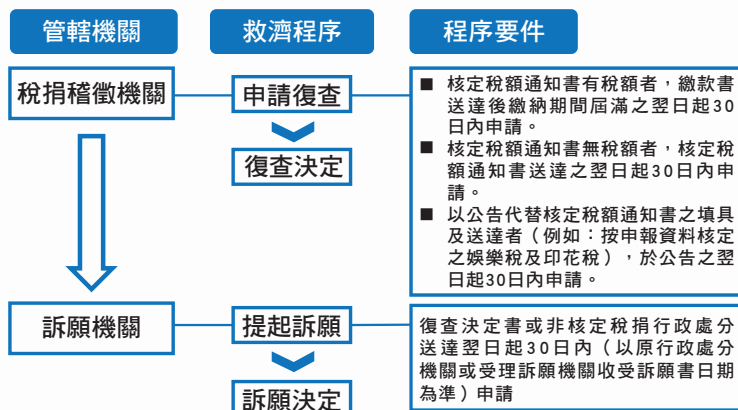 管轄機關
救濟程序
程序要件
稅捐稽徵機關
申請復查
復查決定
■ 核定稅額通知書有稅額者，繳款書
送達後繳納期間屆滿之翌日起30
日內申請。
■ 核定稅額通知書無稅額者，核定稅
額通知書送達之翌日起30日內申
請。
■ 以公告代替核定稅額通知書之填具
及送達者（例如：按申報資料核定
之娛樂稅及印花稅），於公告之翌
日起30日內申請。
訴願機關
提起訴願
訴願決定
復查決定書或非核定稅捐行政處分
送達翌日起30日內（以原行政處分
機關或受理訴願機關收受訴願書日期
為準）申請